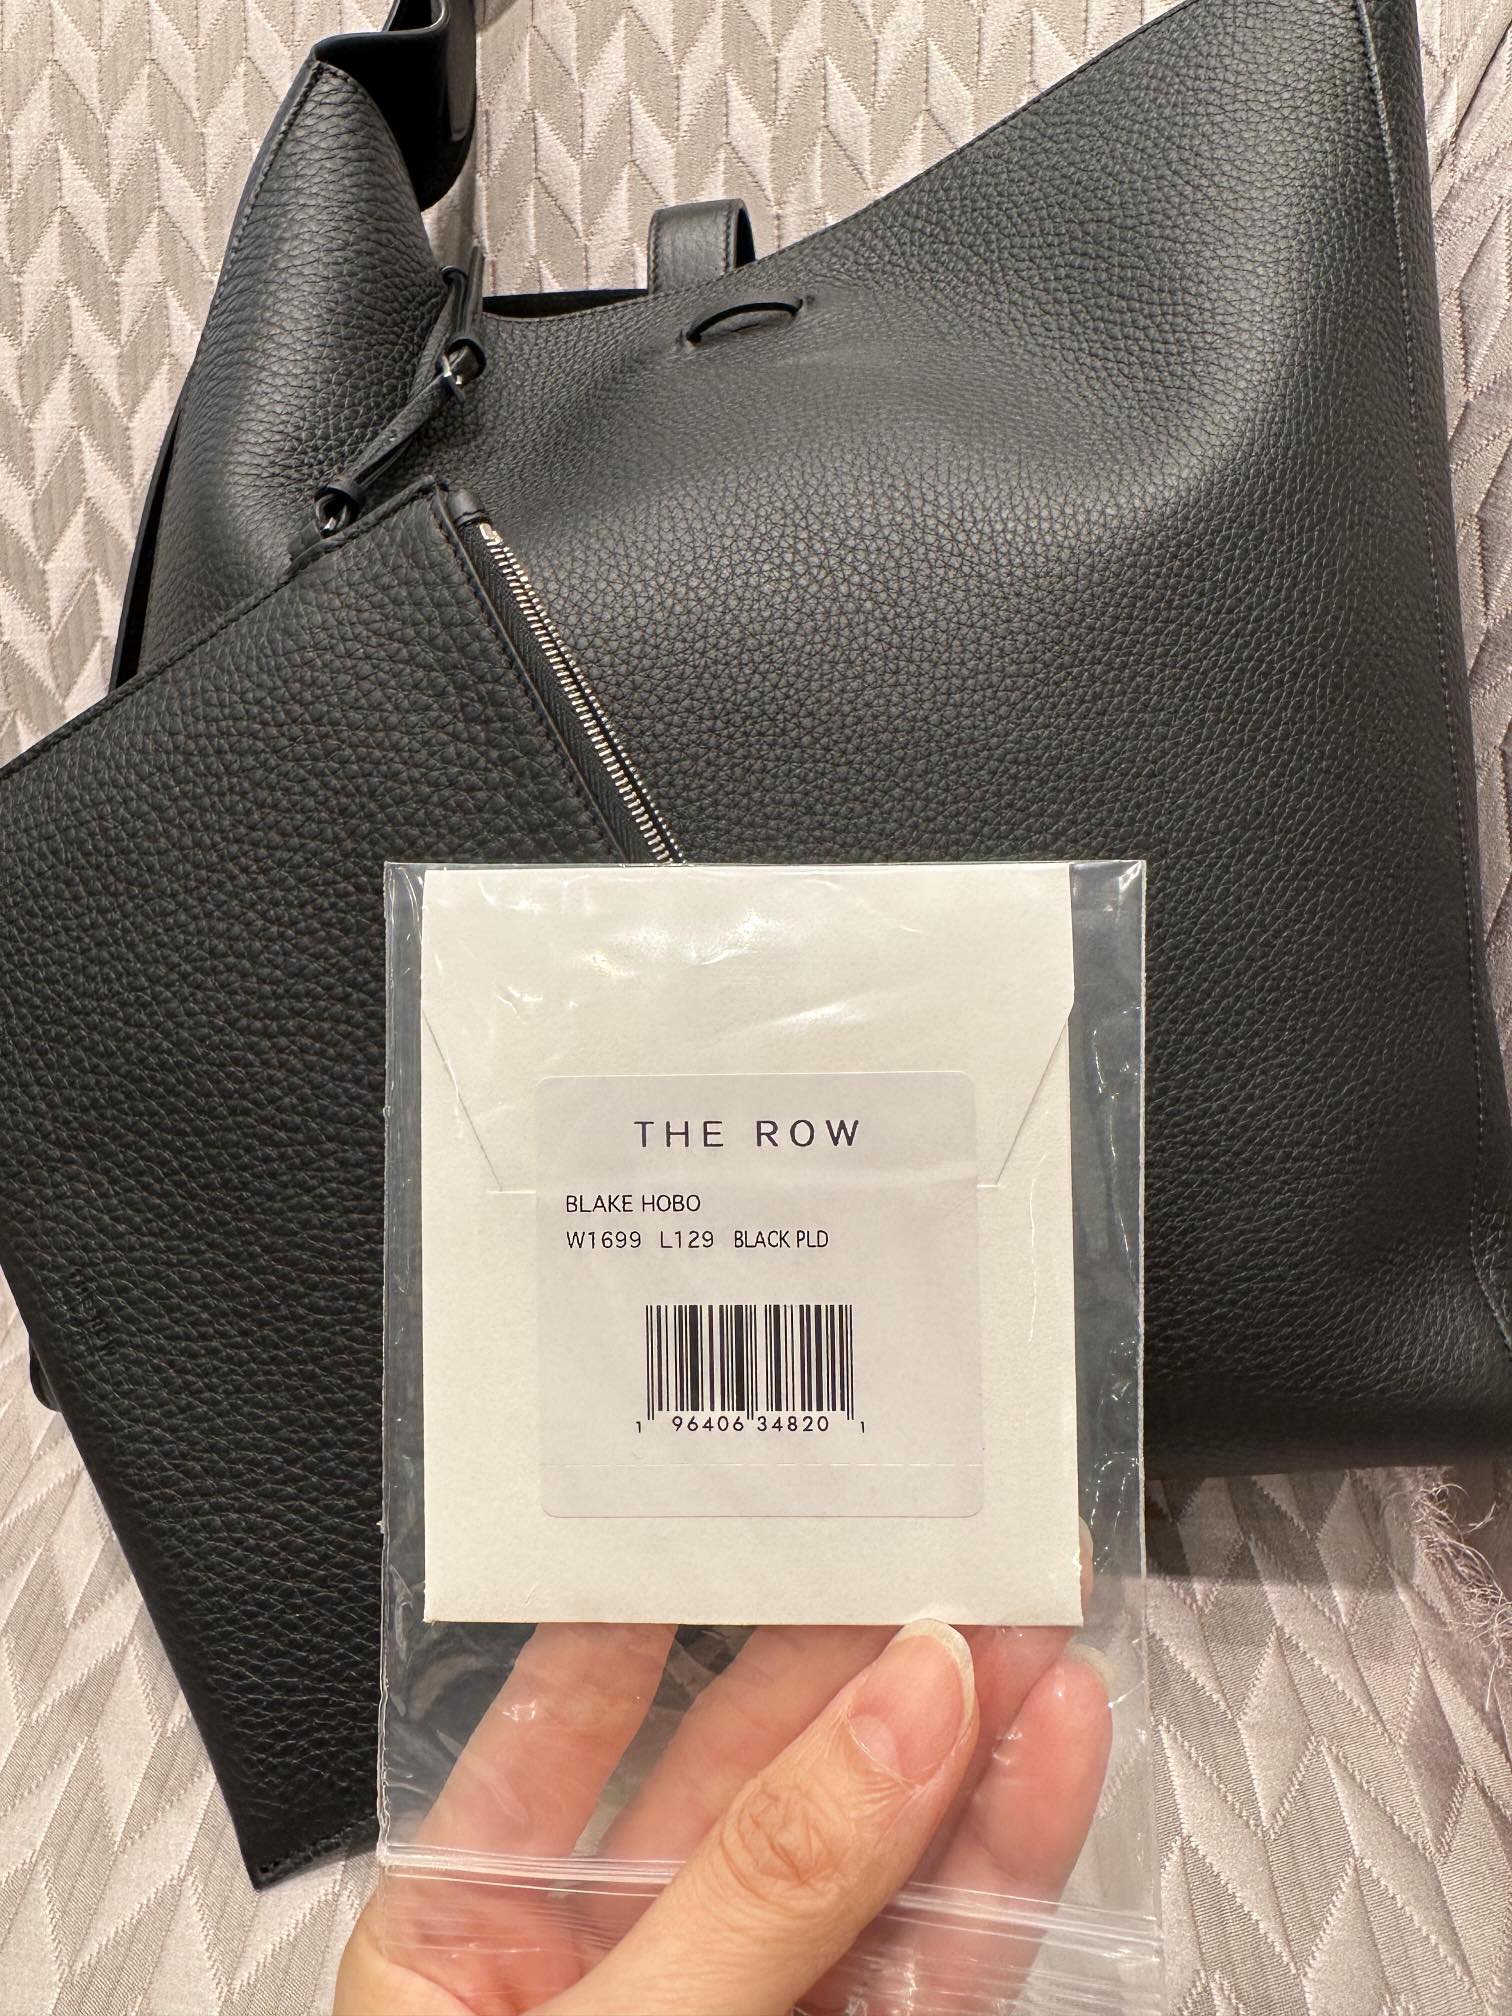 THE ROW
BLAKE HOBO
W1699 L129 BLACK PLD
1 96406 34820 1